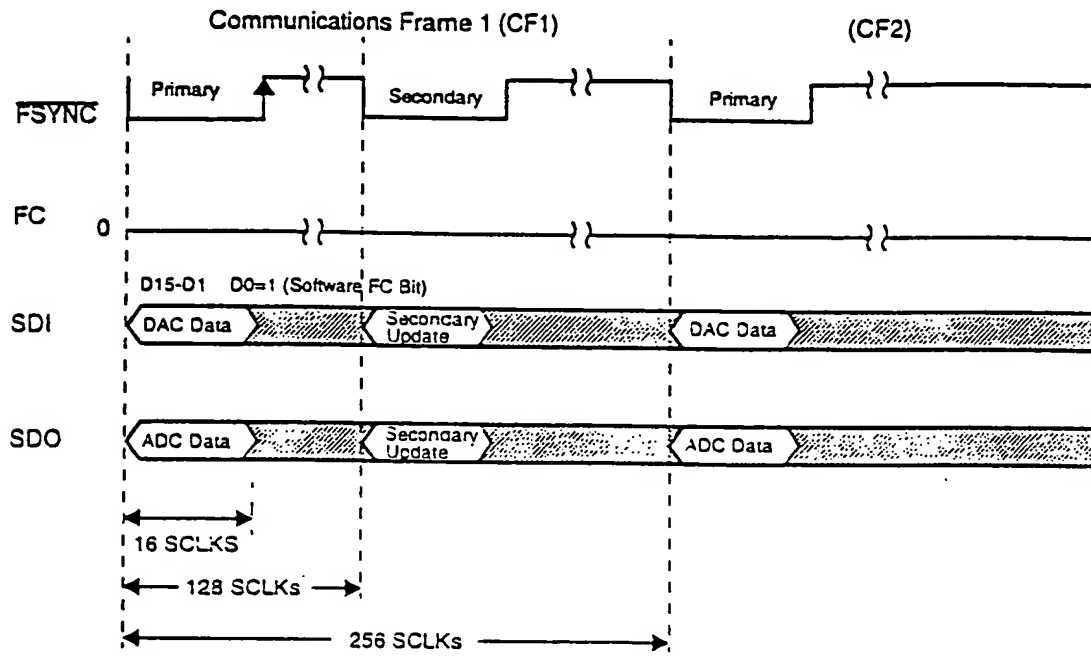 Communications Frame 1 (CF1)
(CF2)
FSYNC
Primary
Secondary
Primary
FC
0
D15-D1 D0=1 (Software FC Bit)
SDI
DAC Data
Secondary
Update
DAC Data
SDO
ADC Data
Secondary
Update
ADC Data
16 SCLKS
128 SCLKs
256 SCLKs